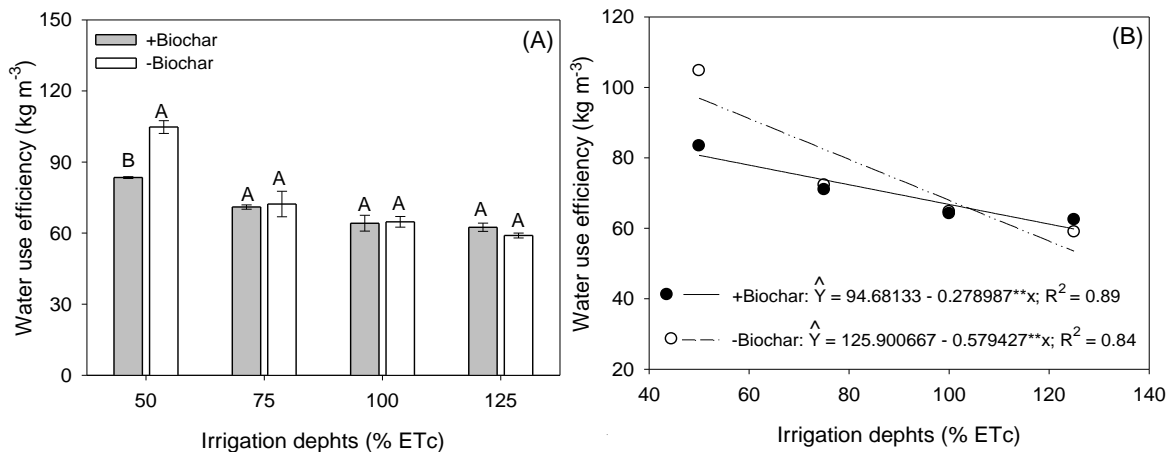 Water use efficiency (kg m-3)
150
120
90
60
30
0
+Biochar
-Biochar
(A)
B
A
A
A
A
A
A
A
50
75
100
125
Irrigation dephts (% ETc)
Water use efficiency (kg m-3)
120
100
80
60
40
20
(B)
+Biochar: Ŷ = 94.68133 - 0.278987**x; R2 = 0.89
-Biochar: Ŷ = 125.900667 - 0.579427**x; R2 = 0.84
40
60
80
100
120
140
Irrigation dephts (% ETc)